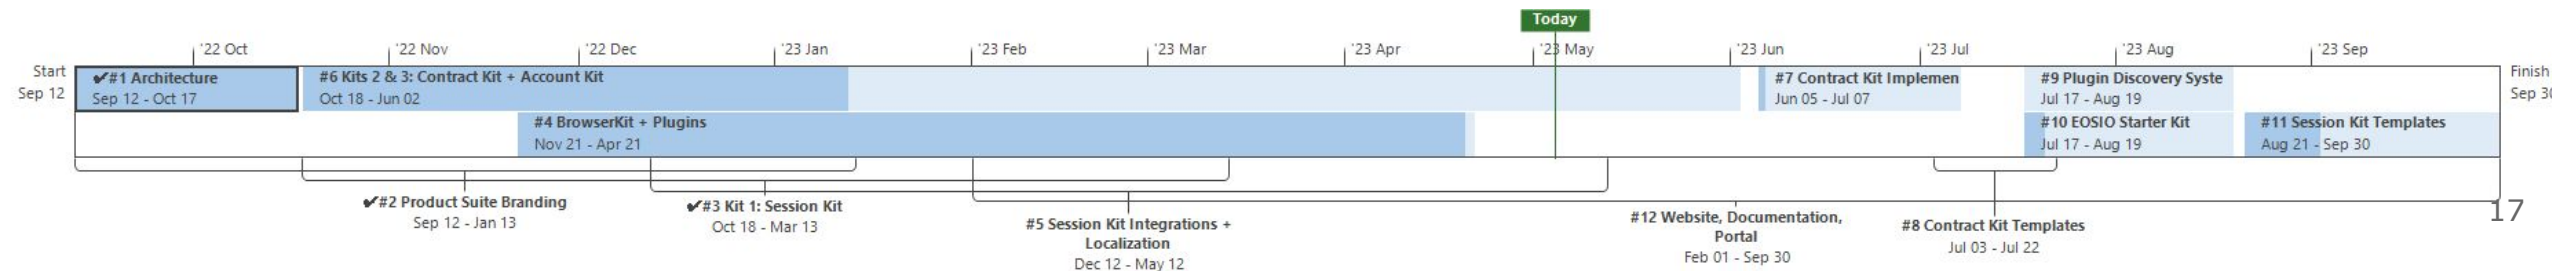 Today
'22 Oct
'22 Nov
'22 Dec
'23 Jan
'23 Feb
'23 Mar
'23 Apr
'23 May
'23 Jun
'23 Jul
'23 Aug
'23 Sep
Start
Sep 12
✔#1 Architecture
Sep 12 - Oct 17
#6 Kits 2 & 3: Contract Kit + Account Kit
Oct 18 - Jun 02
#7 Contract Kit Implemen
Jun 05 - Jul 07
#9 Plugin Discovery Syste
Jul 17 - Aug 19
Finish
Sep 30
#4 BrowserKit + Plugins
Nov 21 - Apr 21
#10 EOSIO Starter Kit
Jul 17 - Aug 19
#11 Session Kit Templates
Aug 21 - Sep 30
✔#2 Product Suite Branding
Sep 12 - Jan 13
✔#3 Kit 1: Session Kit
Oct 18 - Mar 13
#5 Session Kit Integrations +
Localization
Dec 12 - May 12
#12 Website, Documentation,
Portal
Feb 01 - Sep 30
#8 Contract Kit Templates
Jul 03 - Jul 22
17